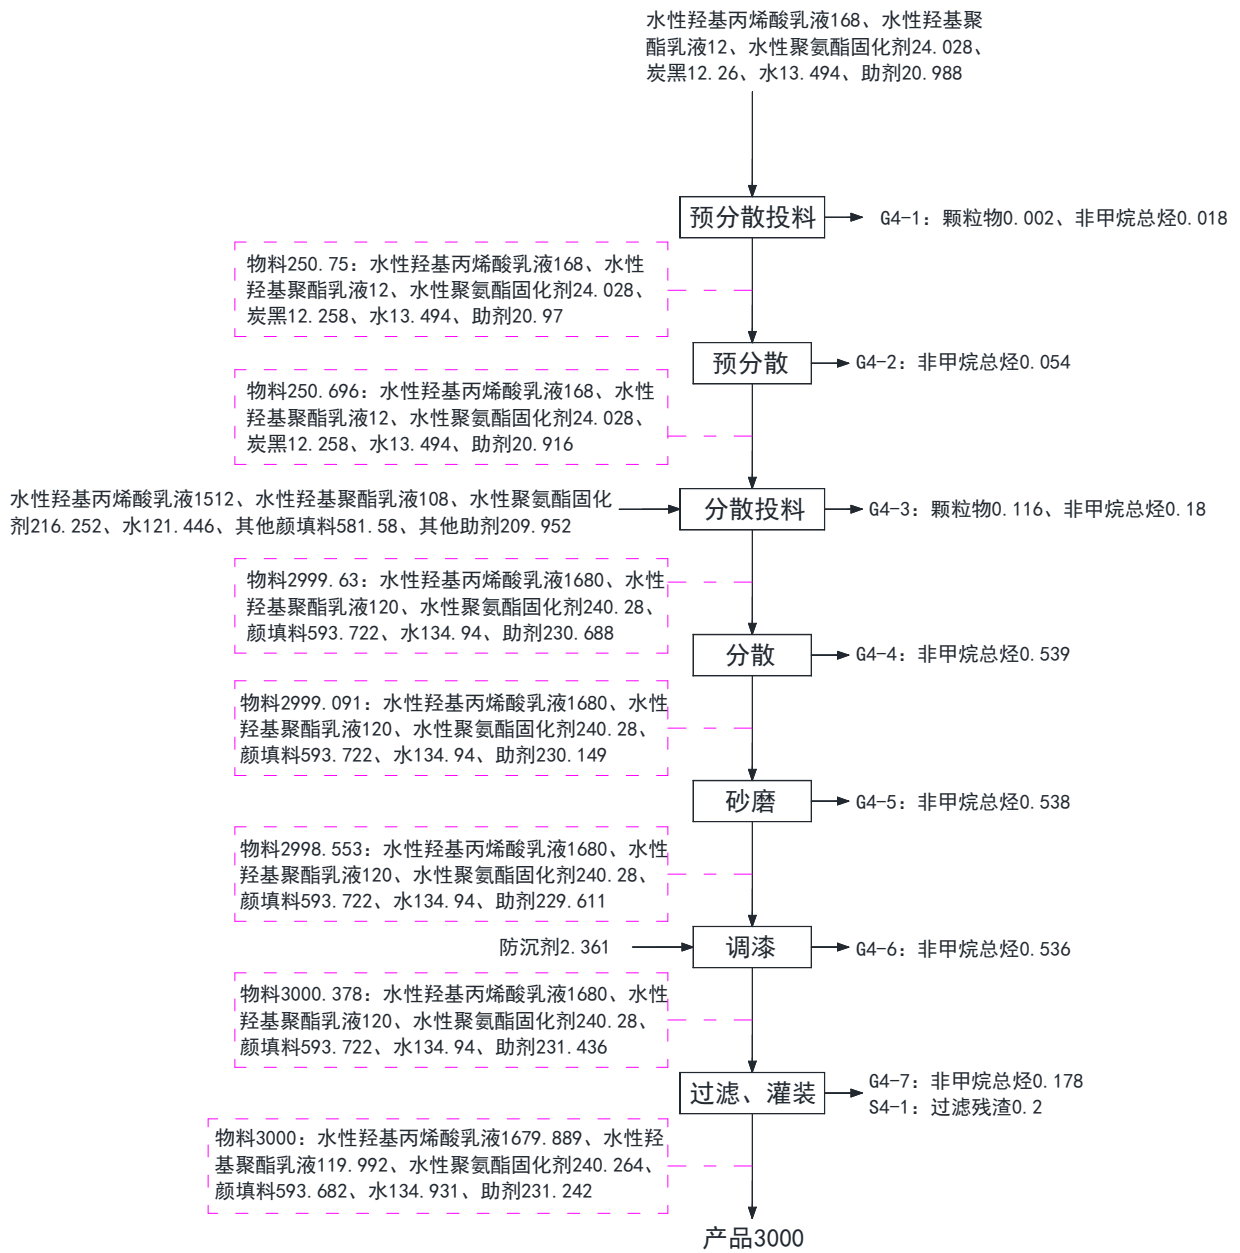 水性羟基丙烯酸乳液168、水性羟基聚
酯乳液12、水性聚氨酯固化剂24.028、
炭黑12.26、水13.494、助剂20.988
预分散投料
G4-1：颗粒物0.002、非甲烷总烃0.018
物料250.75：水性羟基丙烯酸乳液168、水性
羟基聚酯乳液12、水性聚氨酯固化剂24.028、
炭黑12.258、水13.494、助剂20.97
预分散
G4-2：非甲烷总烃0.054
物料250.696：水性羟基丙烯酸乳液168、水性
羟基聚酯乳液12、水性聚氨酯固化剂24.028、
炭黑12.258、水13.494、助剂20.916
水性羟基丙烯酸乳液1512、水性羟基聚酯乳液108、水性聚氨酯固化
剂216.252、水121.446、其他颜填料581.58、其他助剂209.952
分散投料
G4-3：颗粒物0.116、非甲烷总烃0.18
物料2999.63：水性羟基丙烯酸乳液1680、水性
羟基聚酯乳液120、水性聚氨酯固化剂240.28、
颜填料593.722、水134.94、助剂230.688
分散
G4-4：非甲烷总烃0.539
物料2999.091：水性羟基丙烯酸乳液1680、水性
羟基聚酯乳液120、水性聚氨酯固化剂240.28、
颜填料593.722、水134.94、助剂230.149
砂磨
G4-5：非甲烷总烃0.538
物料2998.553：水性羟基丙烯酸乳液1680、水性
羟基聚酯乳液120、水性聚氨酯固化剂240.28、
颜填料593.722、水134.94、助剂229.611
防沉剂2.361
调漆
G4-6：非甲烷总烃0.536
物料3000.378：水性羟基丙烯酸乳液1680、水性
羟基聚酯乳液120、水性聚氨酯固化剂240.28、
颜填料593.722、水134.94、助剂231.436
过滤、灌装
G4-7：非甲烷总烃0.178
S4-1：过滤残渣0.2
物料3000：水性羟基丙烯酸乳液1679.889、水性羟
基聚酯乳液119.992、水性聚氨酯固化剂240.264、
颜填料593.682、水134.931、助剂231.242
产品3000